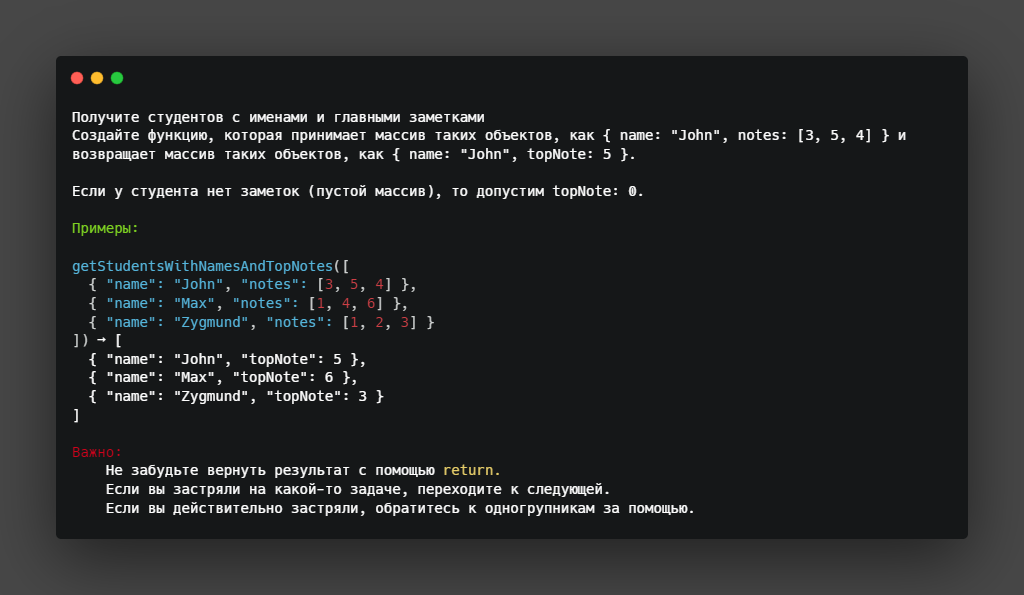 Получите студентов с именами и главными заметками
Создайте функцию, которая принимает массив таких объектов, как { name: "John", notes: [3, 5, 4] } и
возвращает массив таких объектов, как { name: "John", topNote: 5 }.
Если у студента нет заметок (пустой массив), то допустим topNote: 0.
Примеры:
getStudentsWithNamesAndTopNotes([
  { "name": "John", "notes": [3, 5, 4] },
  { "name": "Max", "notes": [1, 4, 6] },
  { "name": "Zygmund", "notes": [1, 2, 3] }
]) ➞ [
  { "name": "John", "topNote": 5 },
  { "name": "Max", "topNote": 6 },
  { "name": "Zygmund", "topNote": 3 }
]
Важно:
    Не забудьте вернуть результат с помощью return.
    Если вы застряли на какой-то задаче, переходите к следующей.
    Если вы действительно застряли, обратитесь к одногрупникам за помощью.